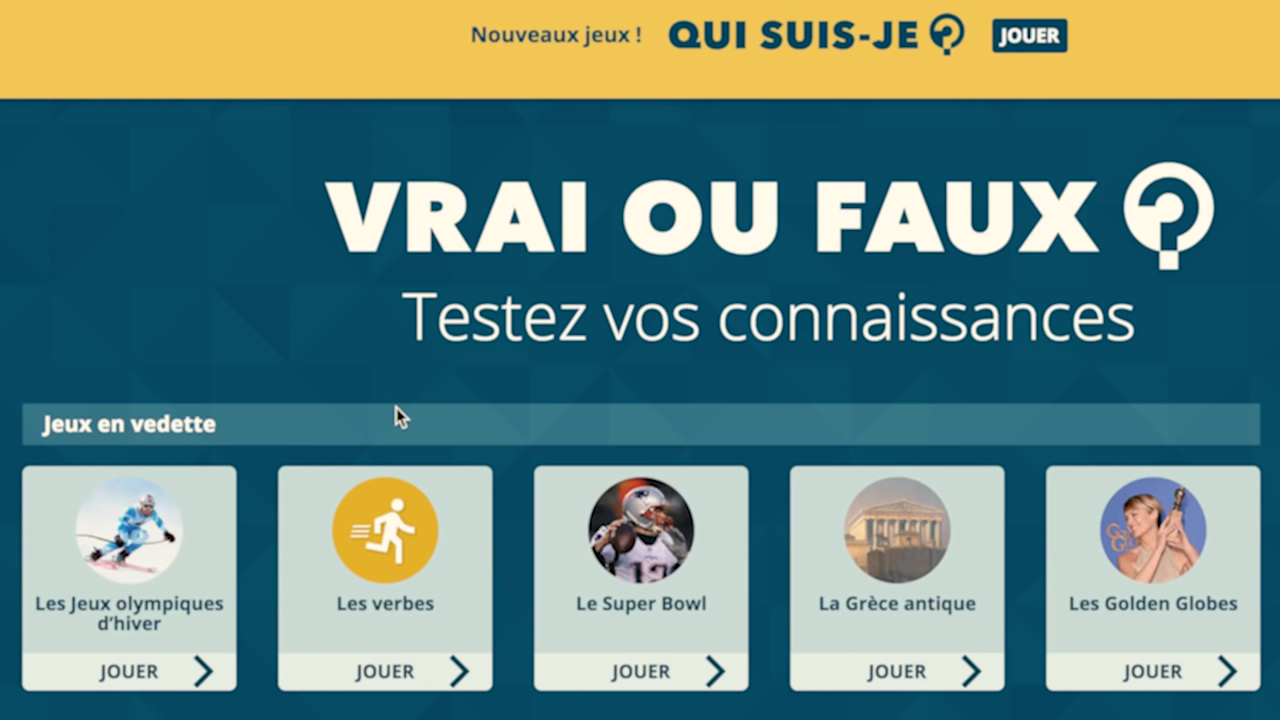 Nouveaux jeux ! QUI SUIS-JE ? JOUER
VRAI OU FAUX ?
Testez vos connaissances
Jeux en vedette
Les Jeux olympiques
d'hiver
JOUER
Les verbes
JOUER
Le Super Bowl
JOUER
La Grèce antique
JOUER
Les Golden Globes
JOUER